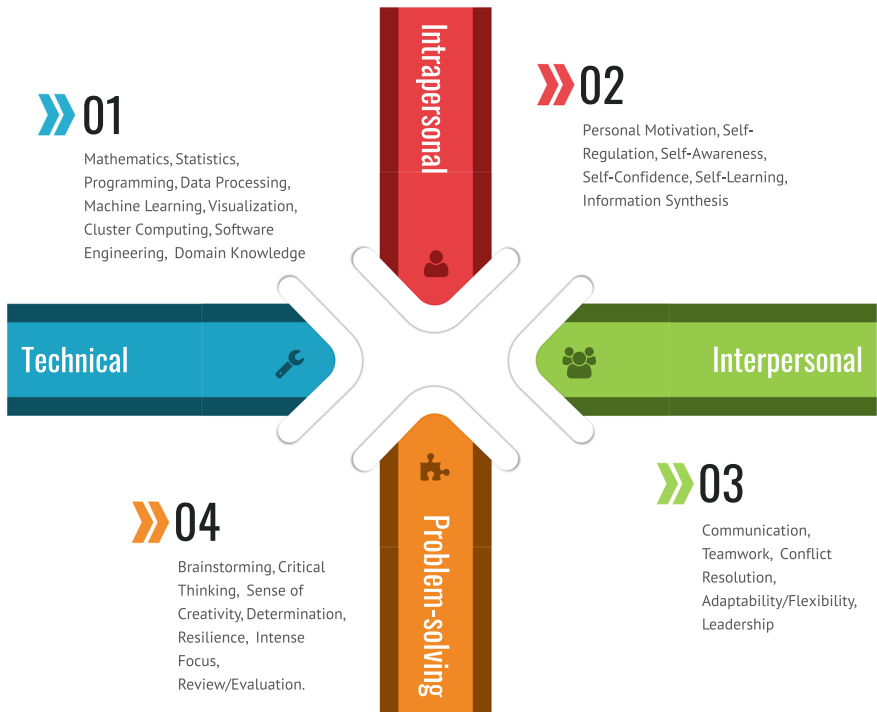 01
Mathematics, Statistics,
Programming, Data Processing,
Machine Learning, Visualization,
Cluster Computing, Software
Engineering, Domain Knowledge
Intrapersonal
02
Personal Motivation, Self-
Regulation, Self-Awareness,
Self-Confidence, Self-Learning,
Information Synthesis
Technical
Interpersonal
03
Communication,
Teamwork, Conflict
Resolution,
Adaptability/Flexibility,
Leadership
04
Brainstorming, Critical
Thinking, Sense of
Creativity, Determination,
Resilience, Intense
Focus,
Review/Evaluation.
Problem-solving